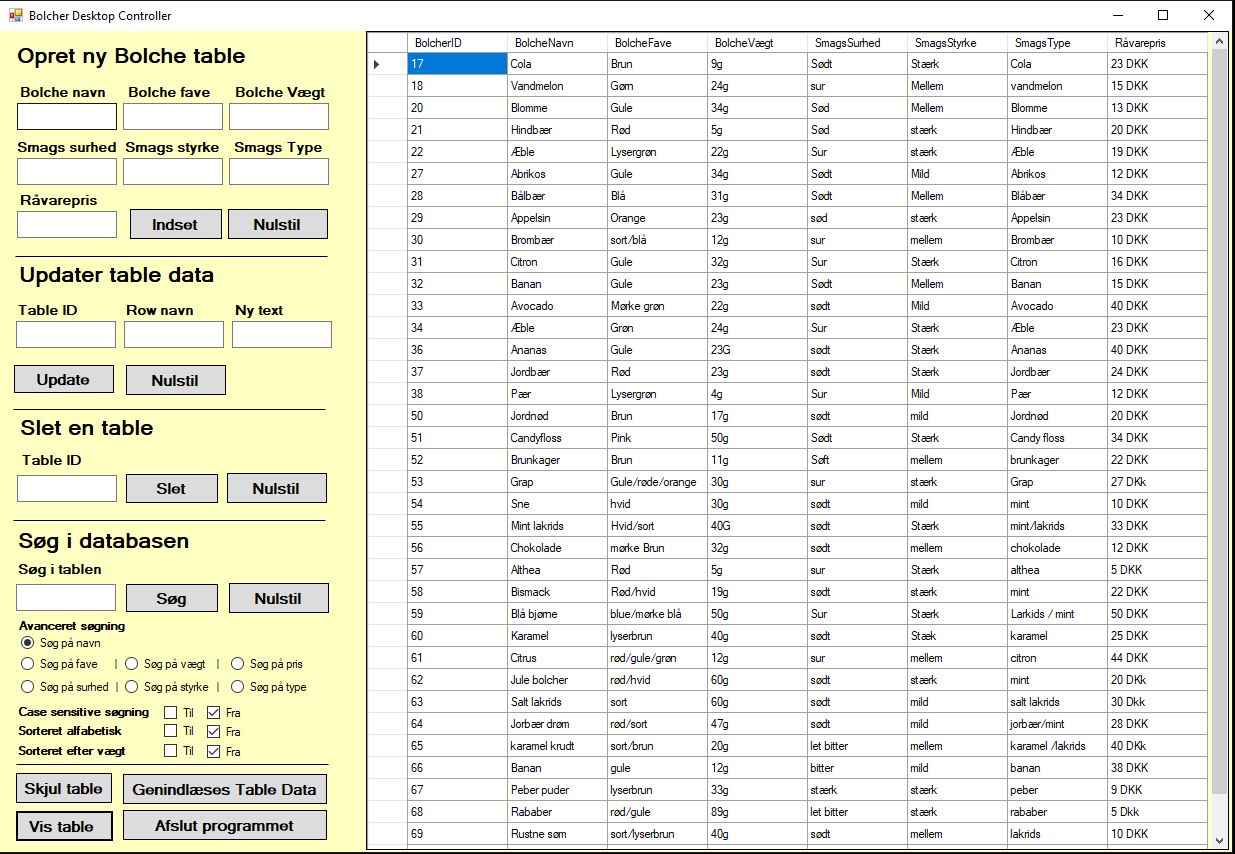 Bolcher Desktop Controller
Opret ny Bolche table
Bolche navn Bolche fave Bolche Vægt
Smags surhed Smags styrke Smags Type
Råvarepris
Indset Nulstil
Updater table data
Table ID Row navn Ny text
Update Nulstil
Slet en table
Table ID
Slet Nulstil
Søg i databasen
Søg i tablen
Søg Nulstil
Avanceret søgning
Søg på navn
Søg på fave | Søg på vægt | Søg på pris
Søg på surhed | Søg på styrke | Søg på type
Case sensitive søgning Til Fra
Sorteret alfabetisk Til Fra
Sorteret efter vægt Til Fra
Skjul table Genindlæses Table Data
Vis table Afslut programmet
BolcherID BolcheNavn BolcheFave BolcheVægt SmagsSurhed SmagsStyrke SmagsType Råvarepris
17 Cola Brun 9g Sødt Stærk Cola 23 DKK
18 Vandmelon Gørn 24g sur Mellem vandmelon 15 DKK
20 Blomme Gule 34g Sød Mellem Blomme 13 DKK
21 Hindbær Rød 5g Sød stærk Hindbær 20 DKK
22 Æble Lysergrøn 22g Sur stærk Æble 19 DKK
27 Abrikos Gule 34g Sødt Mild Abrikos 12 DKK
28 Bålbær Blå 31g Sødt Mellem Blåbær 34 DKK
29 Appelsin Orange 23g sød stærk Appelsin 23 DKK
30 Brombær sort/blå 12g sur mellem Brombær 10 DKK
31 Citron Gule 32g Sur Stærk Citron 16 DKK
32 Banan Gule 23g Sødt Mellem Banan 15 DKK
33 Avocado Mørke grøn 22g sødt Mild Avocado 40 DKK
34 Æble Grøn 24g Sur Stærk Æble 23 DKK
36 Ananas Gule 23G sødt Stærk Ananas 40 DKK
37 Jordbær Rød 23g sødt Stærk Jordbær 24 DKK
38 Pær Lysergrøn 4g Sur Mild Pær 12 DKK
50 Jordnød Brun 17g sødt mild Jordnød 20 DKK
51 Candyfloss Pink 50g Sødt Stærk Candy floss 34 DKK
52 Brunkager Brun 11g Søft mellem brunkager 22 DKK
53 Grap Gule/røde/orange 30g sur stærk Grap 27 DKk
54 Sne hvid 30g sødt mild mint 10 DKK
55 Mint lakrids Hvid/sort 40G sødt Stærk mint/lakrids 33 DKK
56 Chokolade mørke Brun 32g sødt mellem chokolade 12 DKK
57 Althea Rød 5g sur Stærk althea 5 DKK
58 Bismack Rød/hvid 19g sødt Stærk mint 22 DKK
59 Blå bjørne blue/mørke blå 50g Sur Stærk Larkids / mint 50 DKK
60 Karamel lyserbrun 40g sødt Stæk karamel 25 DKK
61 Citrus rød/gule/grøn 12g sur mellem citron 44 DKK
62 Jule bolcher rød/hvid 60g sødt stærk mint 20 DKk
63 Salt lakrids sort 60g sødt mild salt lakrids 30 Dkk
64 Jorbær drøm rød/sort 47g sødt mild jorbær/mint 28 DKK
65 karamel krudt sort/brun 20g let bitter mellem karamel /lakrids 40 DKk
66 Banan gule 12g bitter mild banan 38 DKK
67 Peber puder lyserbrun 33g stærk stærk peber 9 DKK
68 Rababer rød/gule 89g let bitter stærk rababer 5 Dkk
69 Rustne søm sort/lyserbrun 40g sødt mellem lakrids 10 DKK